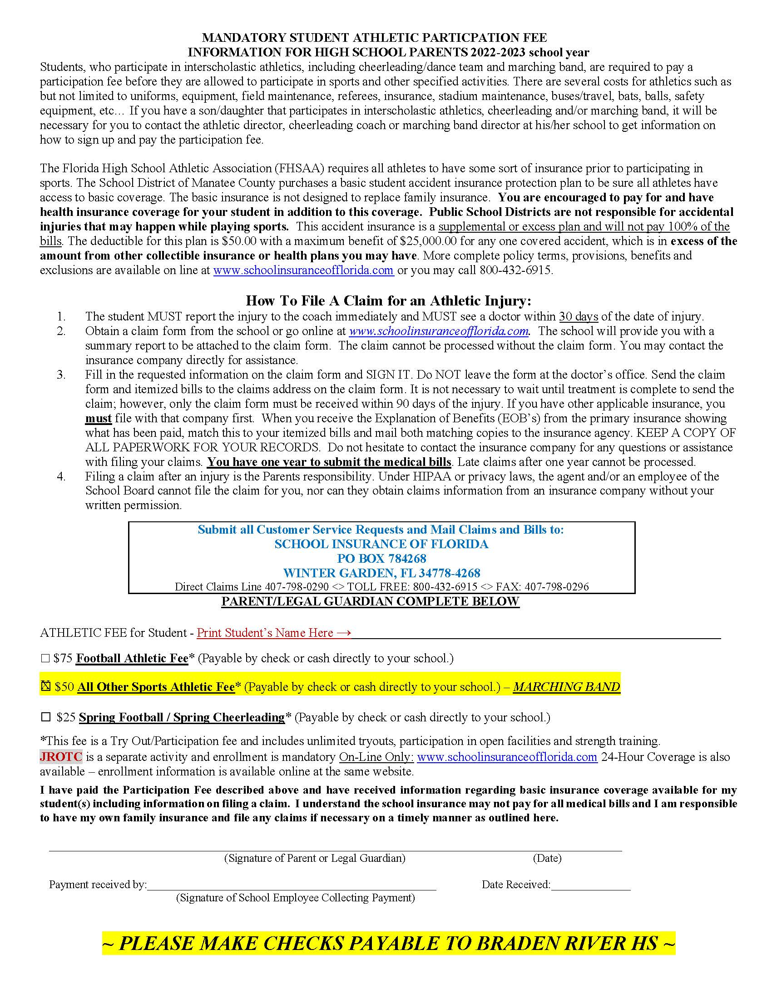 MANDATORY STUDENT ATHLETIC PARTICPATION FEE
INFORMATION FOR HIGH SCHOOL PARENTS 2022-2023 school year
Students, who participate in interscholastic athletics, including cheerleading/dance team and marching band, are required to pay a
participation fee before they are allowed to participate in sports and other specified activities. There are several costs for athletics such as
but not limited to uniforms, equipment, field maintenance, referees, insurance, stadium maintenance, buses/travel, bats, balls, safety
equipment, etc… If you have a son/daughter that participates in interscholastic athletics, cheerleading and/or marching band, it will be
necessary for you to contact the athletic director, cheerleading coach or marching band director at his/her school to get information on
how to sign up and pay the participation fee.
The Florida High School Athletic Association (FHSAA) requires all athletes to have some sort of insurance prior to participating in
sports. The School District of Manatee County purchases a basic student accident insurance protection plan to be sure all athletes have
access to basic coverage. The basic insurance is not designed to replace family insurance. You are encouraged to pay for and have
health insurance coverage for your student in addition to this coverage. Public School Districts are not responsible for accidental
injuries that may happen while playing sports. This accident insurance is a supplemental or excess plan and will not pay 100% of the
bills. The deductible for this plan is $50.00 with a maximum benefit of $25,000.00 for any one covered accident, which is in excess of the
amount from other collectible insurance or health plans you may have. More complete policy terms, provisions, benefits and
exclusions are available on line at www.schoolinsuranceofflorida.com or you may call 800-432-6915.
How To File A Claim for an Athletic Injury:
1. The student MUST report the injury to the coach immediately and MUST see a doctor within 30 days of the date of injury.
2. Obtain a claim form from the school or go online at www.schoolinsuranceofflorida.com. The school will provide you with a
summary report to be attached to the claim form. The claim cannot be processed without the claim form. You may contact the
insurance company directly for assistance.
3. Fill in the requested information on the claim form and SIGN IT. Do NOT leave the form at the doctor’s office. Send the claim
form and itemized bills to the claims address on the claim form. It is not necessary to wait until treatment is complete to send the
claim; however, only the claim form must be received within 90 days of the injury. If you have other applicable insurance, you
must file with that company first. When you receive the Explanation of Benefits (EOB’s) from the primary insurance showing
what has been paid, match this to your itemized bills and mail both matching copies to the insurance agency. KEEP A COPY OF
ALL PAPERWORK FOR YOUR RECORDS. Do not hesitate to contact the insurance company for any questions or assistance
with filing your claims. You have one year to submit the medical bills. Late claims after one year cannot be processed.
4. Filing a claim after an injury is the Parents responsibility. Under HIPAA or privacy laws, the agent and/or an employee of the
School Board cannot file the claim for you, nor can they obtain claims information from an insurance company without your
written permission.
Submit all Customer Service Requests and Mail Claims and Bills to:
SCHOOL INSURANCE OF FLORIDA
PO BOX 784268
WINTER GARDEN, FL 34778-4268
Direct Claims Line 407-798-0290 <> TOLL FREE: 800-432-6915 <> FAX: 407-798-0296
PARENT/LEGAL GUARDIAN COMPLETE BELOW
ATHLETIC FEE for Student - Print Student’s Name Here →
☐ $75 Football Athletic Fee* (Payable by check or cash directly to your school.)
☒ $50 All Other Sports Athletic Fee* (Payable by check or cash directly to your school.) – MARCHING BAND
☐ $25 Spring Football / Spring Cheerleading* (Payable by check or cash directly to your school.)
*This fee is a Try Out/Participation fee and includes unlimited tryouts, participation in open facilities and strength training.
JROTC is a separate activity and enrollment is mandatory On-Line Only: www.schoolinsuranceofflorida.com 24-Hour Coverage is also
available – enrollment information is available online at the same website.
I have paid the Participation Fee described above and have received information regarding basic insurance coverage available for my
student(s) including information on filing a claim. I understand the school insurance may not pay for all medical bills and I am responsible
to have my own family insurance and file any claims if necessary on a timely manner as outlined here.
(Signature of Parent or Legal Guardian) (Date)
Payment received by: Date Received:
(Signature of School Employee Collecting Payment)
~ PLEASE MAKE CHECKS PAYABLE TO BRADEN RIVER HS ~